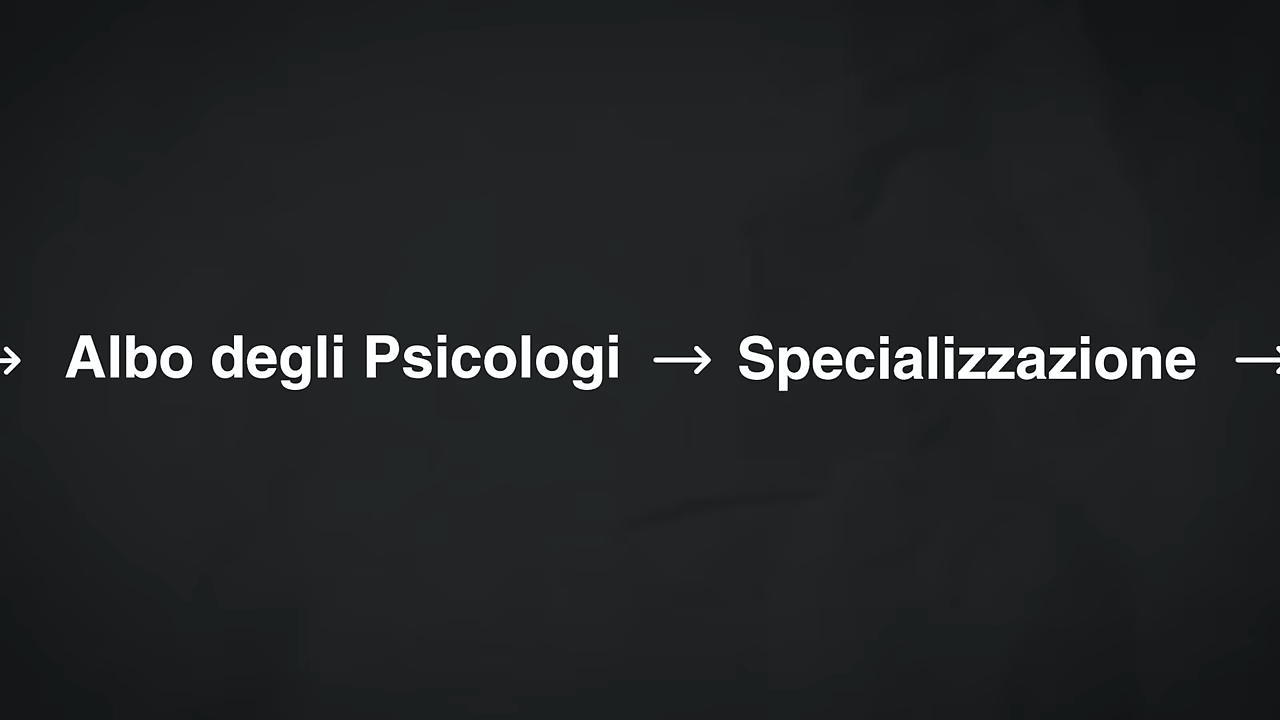 → Albo degli Psicologi → Specializzazione →